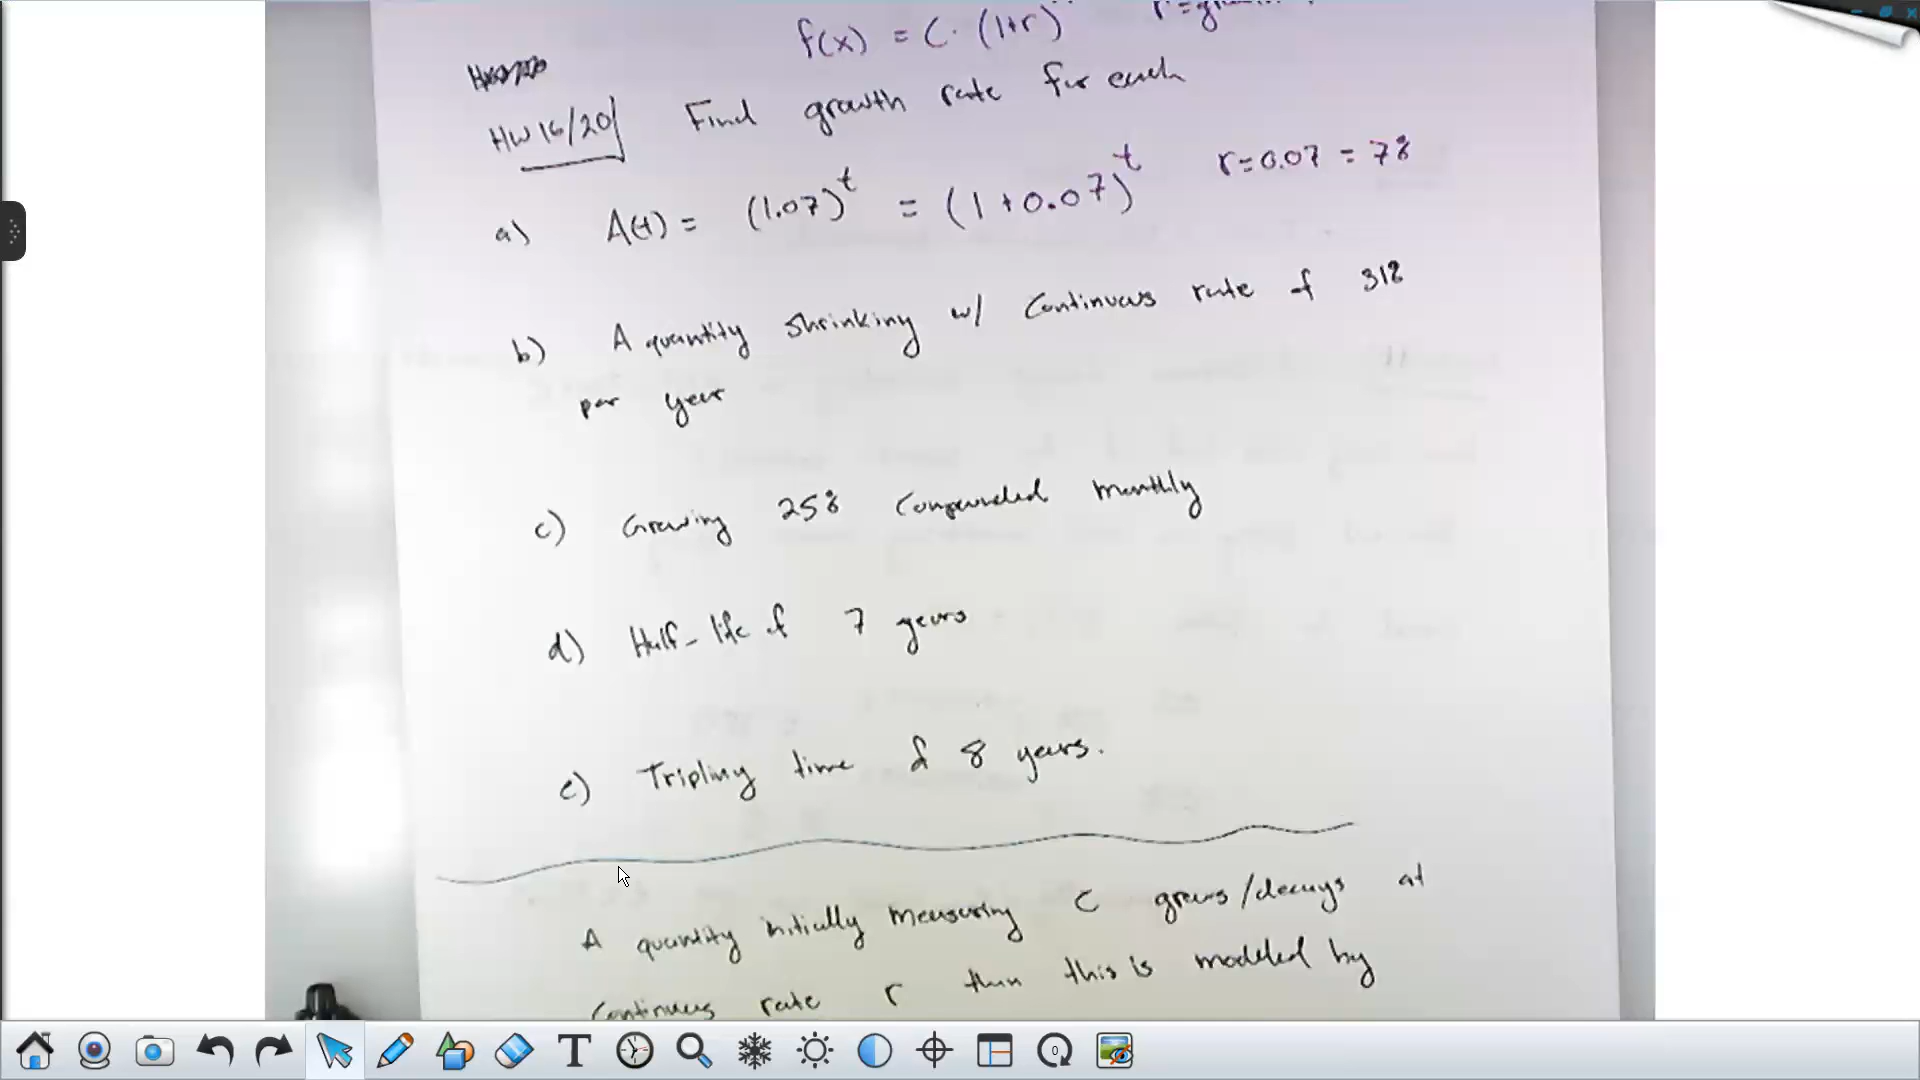 f(x) = C. (1+r)
HW 16/20 Find growth rate for each
a) A(t) = (1.07)^t = (1+0.07)^t r=0.07 = 7%
b) A quantity shrinking w/ continuous rate of 31%
per year
c) Growing 25% compounded monthly
d) Half-life of 7 years
e) Tripling time of 8 years.
A quantity initially measuring C grows/decays at
continuous rate r then this is modeled by
T
0